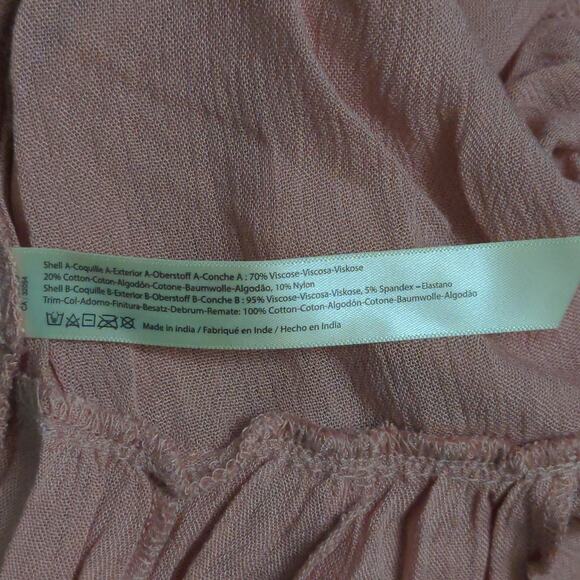 Shell A-Coquille A-Exterior A-Oberstoff A-Conche A : 70% Viscose-Viscosa-Viskose
20% Cotton-Coton-Algodón-Cotone-Baumwolle-Algodão, 10% Nylon
Shell B-Coquille B-Exterior B-Oberstoff B-Conche B : 95% Viscose-Viscosa-Viskose, 5% Spandex – Elastano
Trim-Col-Adorno-Finitura-Besatz-Debrum-Remate: 100% Cotton-Coton-Algodón-Cotone-Baumwolle-Algodão
Made in india / Fabriqué en Inde / Hecho en India